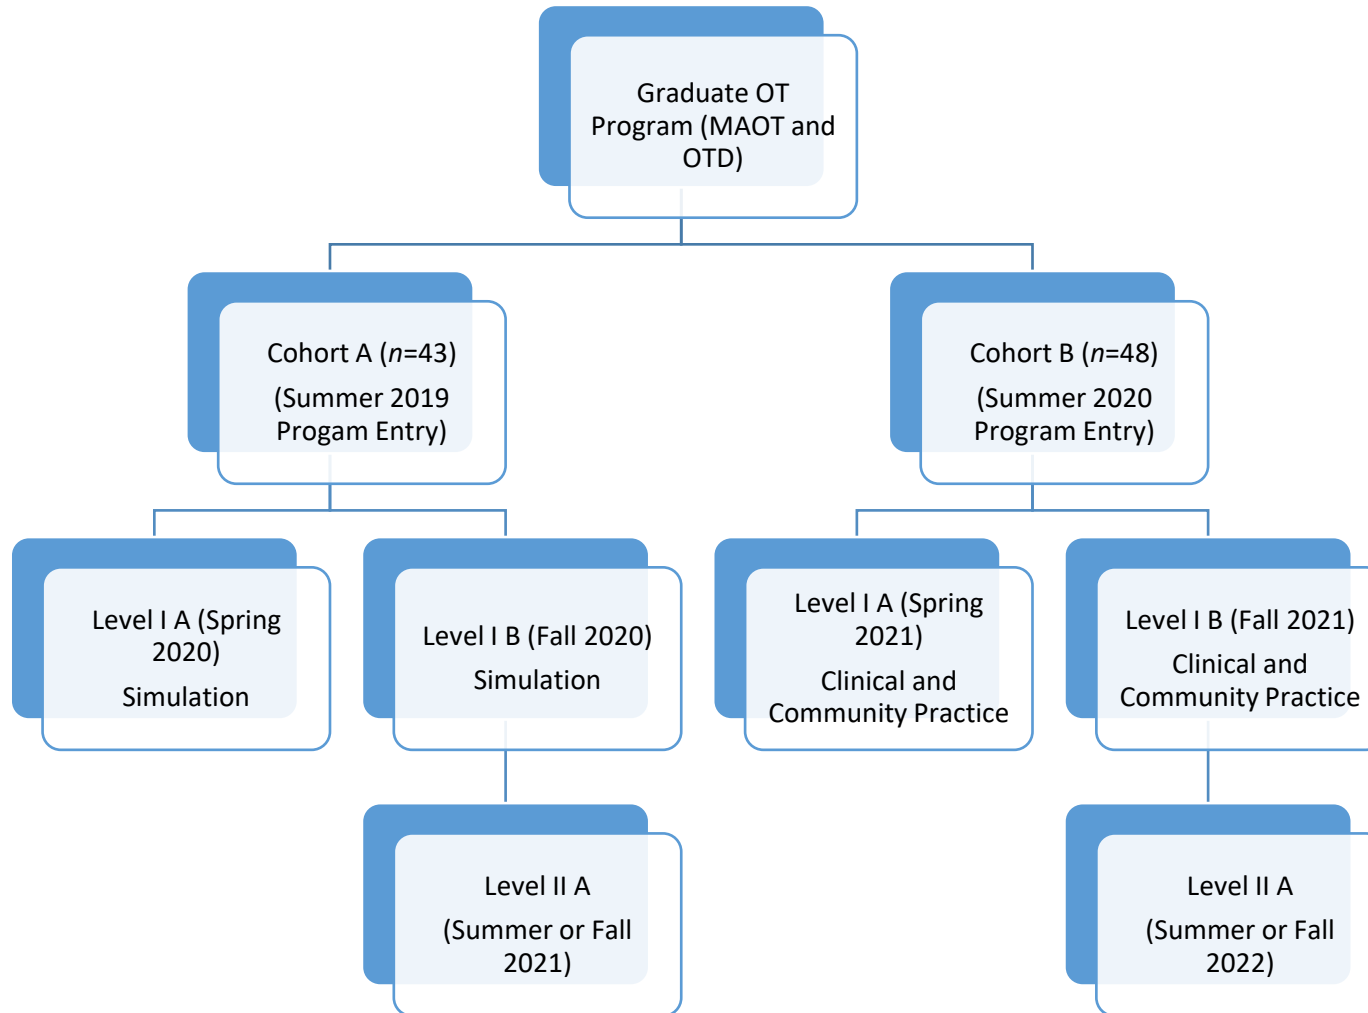 Graduate OT
Program (MAOT and
OTD)
Cohort A (n=43)
(Summer 2019
Progam Entry)
Cohort B (n=48)
(Summer 2020
Program Entry)
Level I A (Spring
2020)
Simulation
Level I B (Fall 2020)
Simulation
Level I A (Spring
2021)
Clinical and
Community Practice
Level I B (Fall 2021)
Clinical and
Community Practice
Level II A
(Summer or Fall
2021)
Level II A
(Summer or Fall
2022)